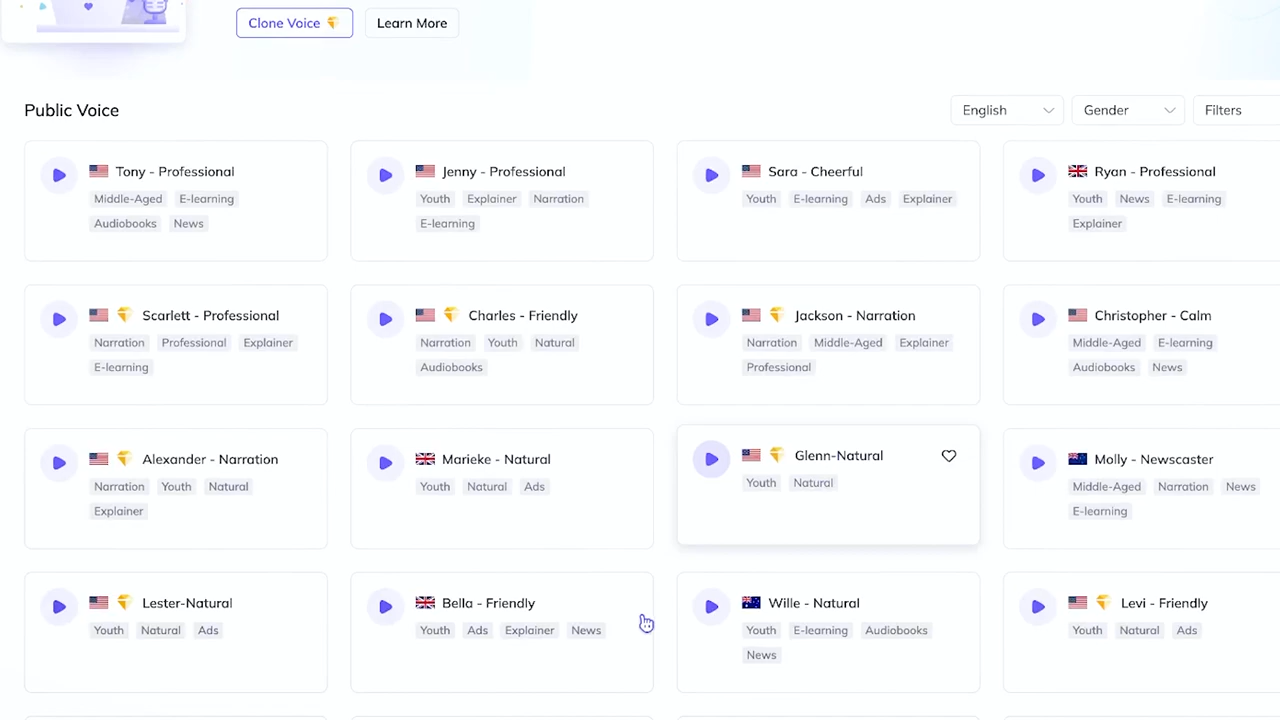 Clone Voice
Learn More
Public Voice
English
Gender
Filters
Tony - Professional
Middle-Aged E-learning
Audiobooks News
Jenny - Professional
Youth Explainer Narration
E-learning
Sara - Cheerful
Youth E-learning Ads Explainer
Ryan - Professional
Youth News E-learning
Explainer
Scarlett - Professional
Narration Professional Explainer
E-learning
Charles - Friendly
Narration Youth Natural
Audiobooks
Jackson - Narration
Narration Middle-Aged Explainer
Professional
Christopher - Calm
Middle-Aged E-learning
Audiobooks News
Alexander - Narration
Narration Youth Natural
Explainer
Marieke - Natural
Youth Natural Ads
Glenn-Natural
Youth Natural
Molly - Newscaster
Middle-Aged Narration News
E-learning
Lester-Natural
Youth Natural Ads
Bella - Friendly
Youth Ads Explainer News
Wille - Natural
Youth E-learning Audiobooks
News
Levi - Friendly
Youth Natural Ads